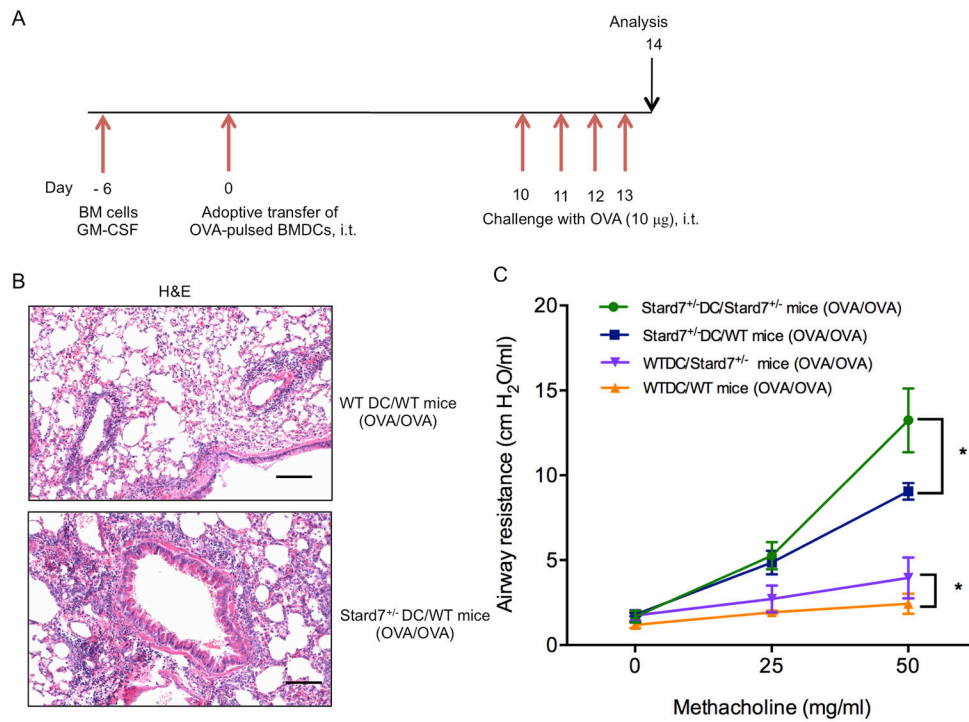 A
Analysis
14
Day
- 6
0
10
11
12
13
BM cells
GM-CSF
Adoptive transfer of
OVA-pulsed BMDCs, i.t.
Challenge with OVA (10 µg), i.t.
B
H&E
WT DC/WT mice
(OVA/OVA)
Stard7+/- DC/WT mice
(OVA/OVA)
C
Stard7+/-DC/Stard7+/- mice (OVA/OVA)
Stard7+/-DC/WT mice (OVA/OVA)
WTDC/Stard7+/- mice (OVA/OVA)
WTDC/WT mice (OVA/OVA)
Airway resistance (cm H2O/ml)
20
15
10
5
0
*
*
0
25
50
Methacholine (mg/ml)